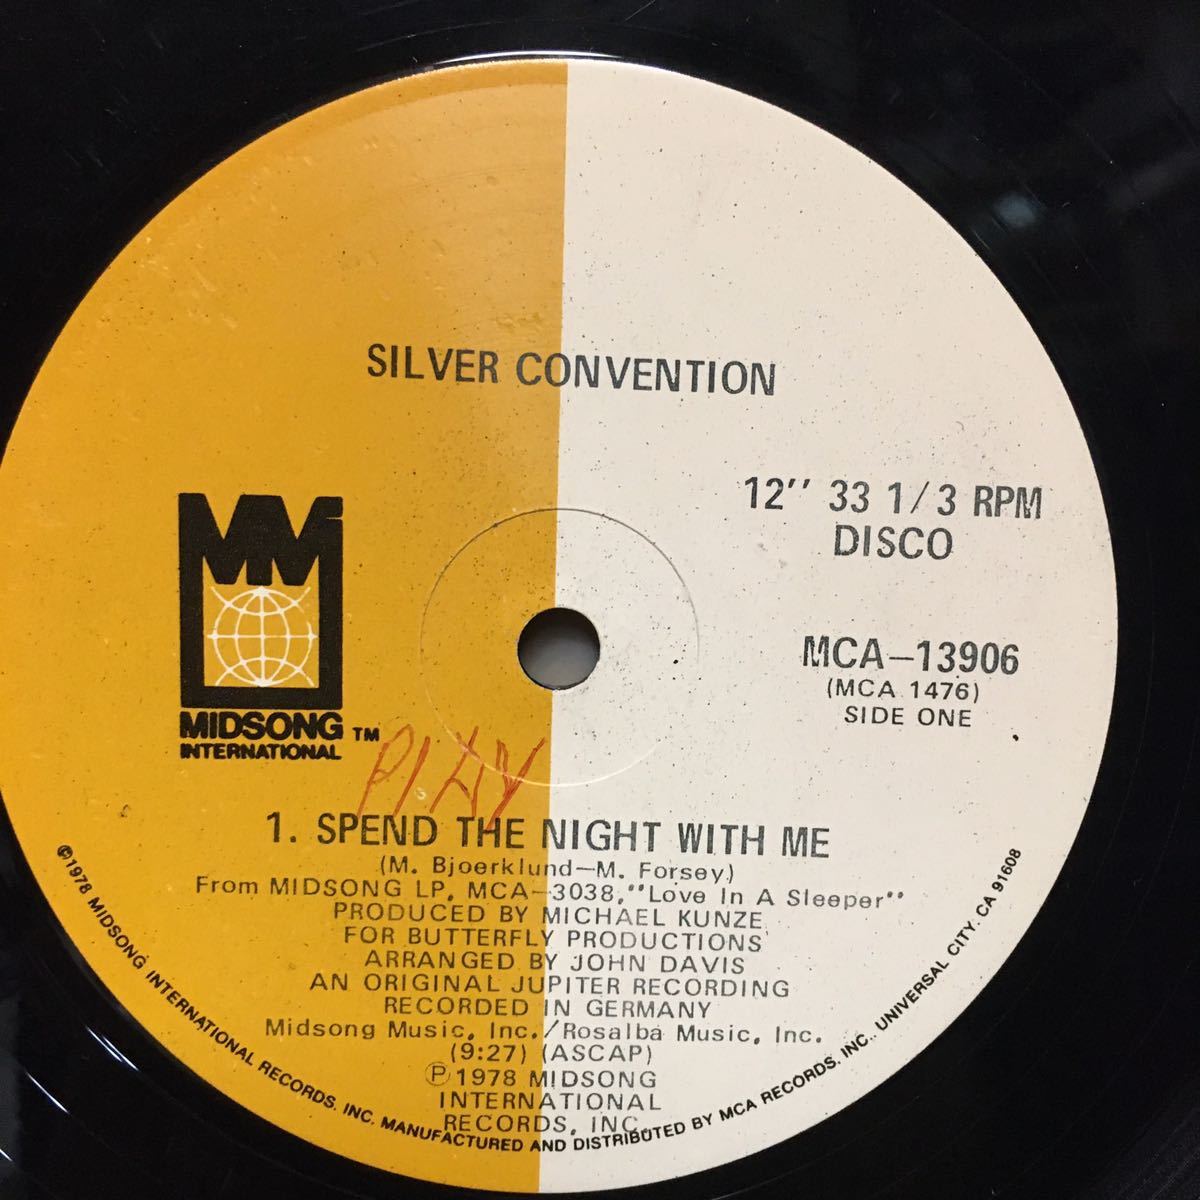 SILVER CONVENTION
12" 33 1/3 RPM
DISCO
MCA—13906
(MCA 1476)
SIDE ONE
MM
MIDSONG TM
INTERNATIONAL
PLAY
1. SPEND THE NIGHT WITH ME
(M. Bjoerklund—M. Forsey)
From MIDSONG LP, MCA—3038, "Love In A Sleeper"
PRODUCED BY MICHAEL KUNZE
FOR BUTTERFLY PRODUCTIONS
ARRANGED BY JOHN DAVIS
AN ORIGINAL JUPITER RECORDING
RECORDED IN GERMANY
Midsong Music, Inc./Rosalba Music, Inc.
(9:27) (ASCAP)
℗ 1978 MIDSONG
INTERNATIONAL
RECORDS, INC.
©1978 MIDSONG INTERNATIONAL RECORDS, INC. MANUFACTURED AND DISTRIBUTED BY MCA RECORDS, INC., UNIVERSAL CITY, CA 91608